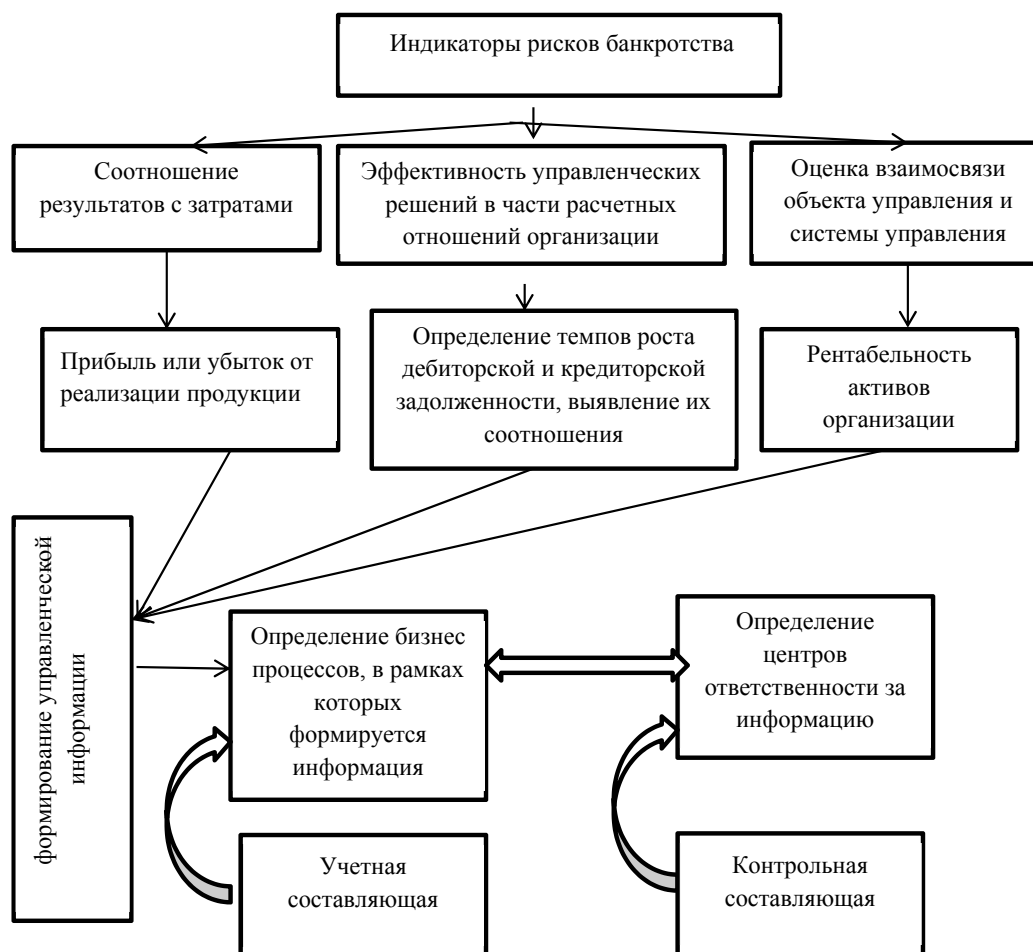 Индикаторы рисков банкротства
Соотношение
результатов с затратами
Эффективность управленческих
решений в части расчетных
отношений организации
Оценка взаимосвязи
объекта управления и
системы управления
Прибыль или убыток от
реализации продукции
Определение темпов роста
дебиторской и кредиторской
задолженности, выявление их
соотношения
Рентабельность
активов
организации
формирование управленческой
информации
Определение бизнес
процессов, в рамках
которых
формируется
информация
Определение
центров
ответственности за
информацию
Учетная
составляющая
Контрольная
составляющая